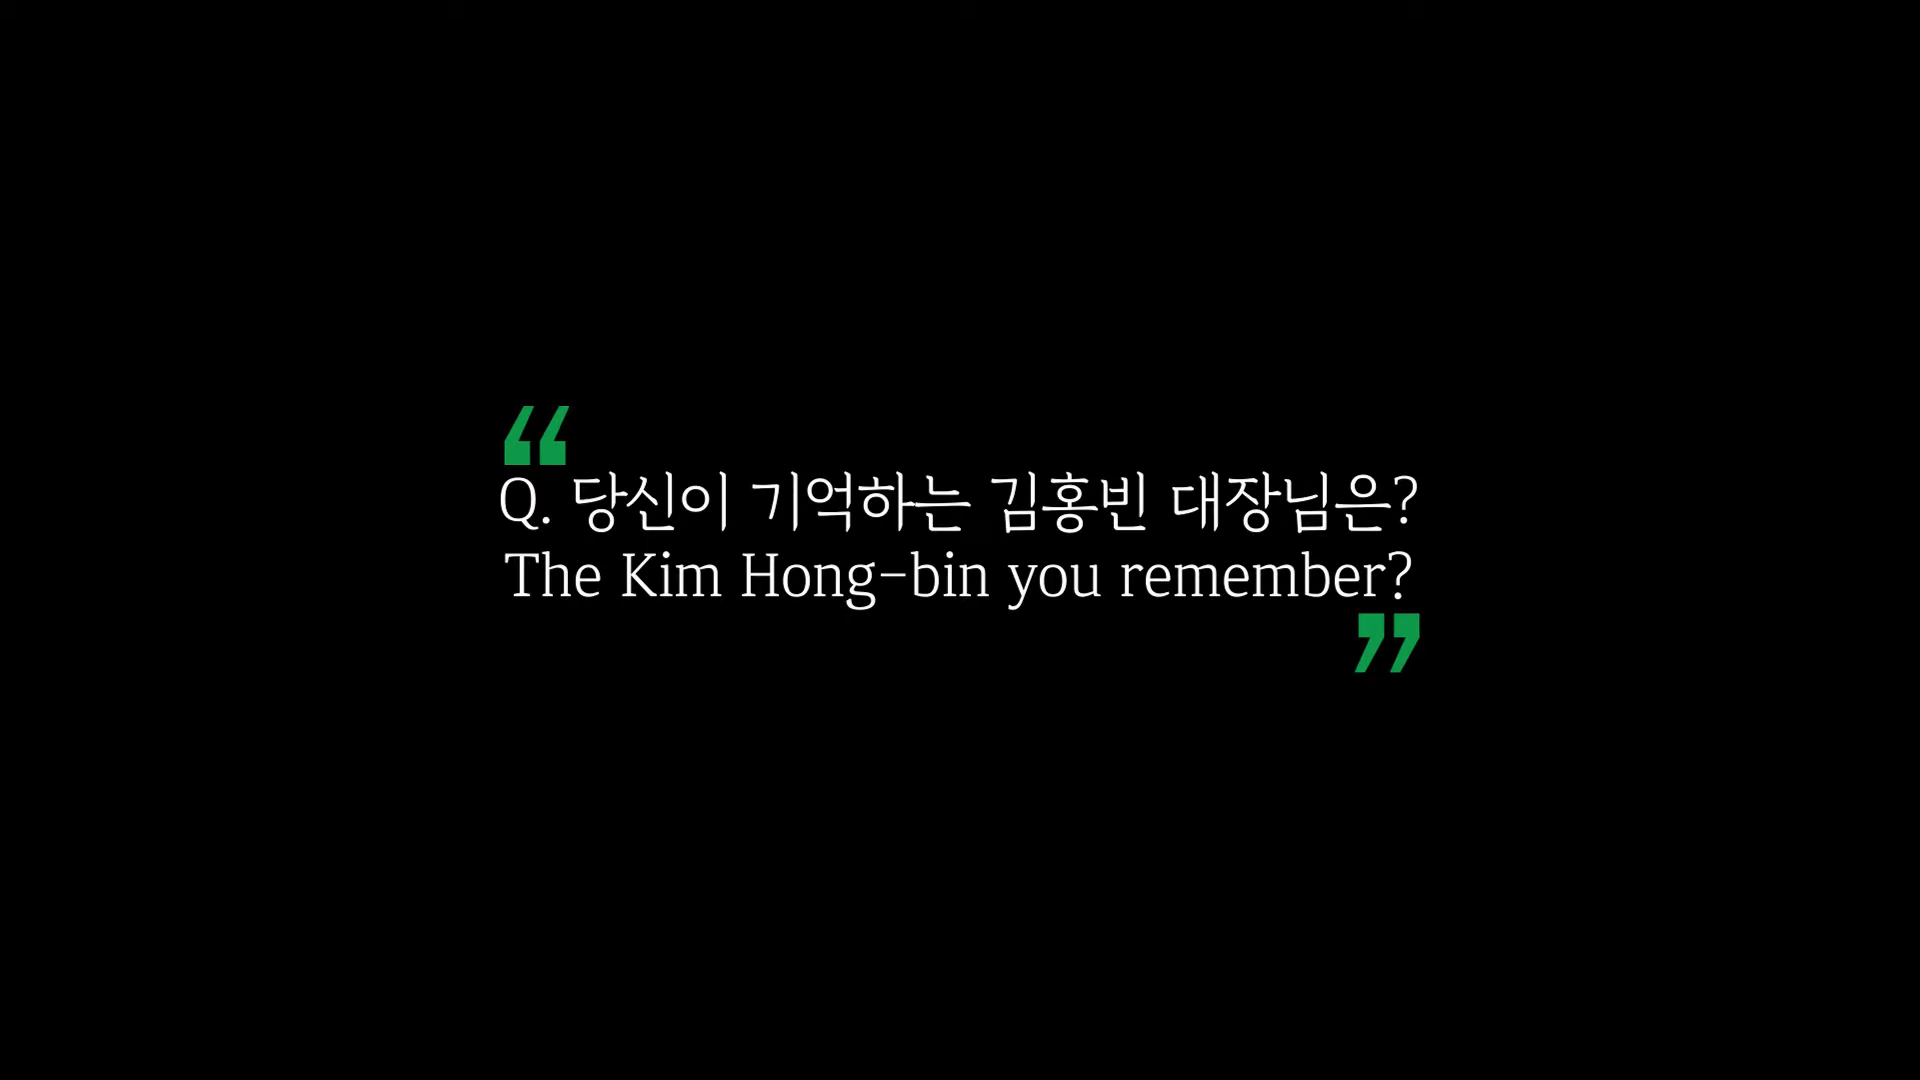 “
Q. 당신이 기억하는 김홍빈 대장님은?
The Kim Hong-bin you remember?
”